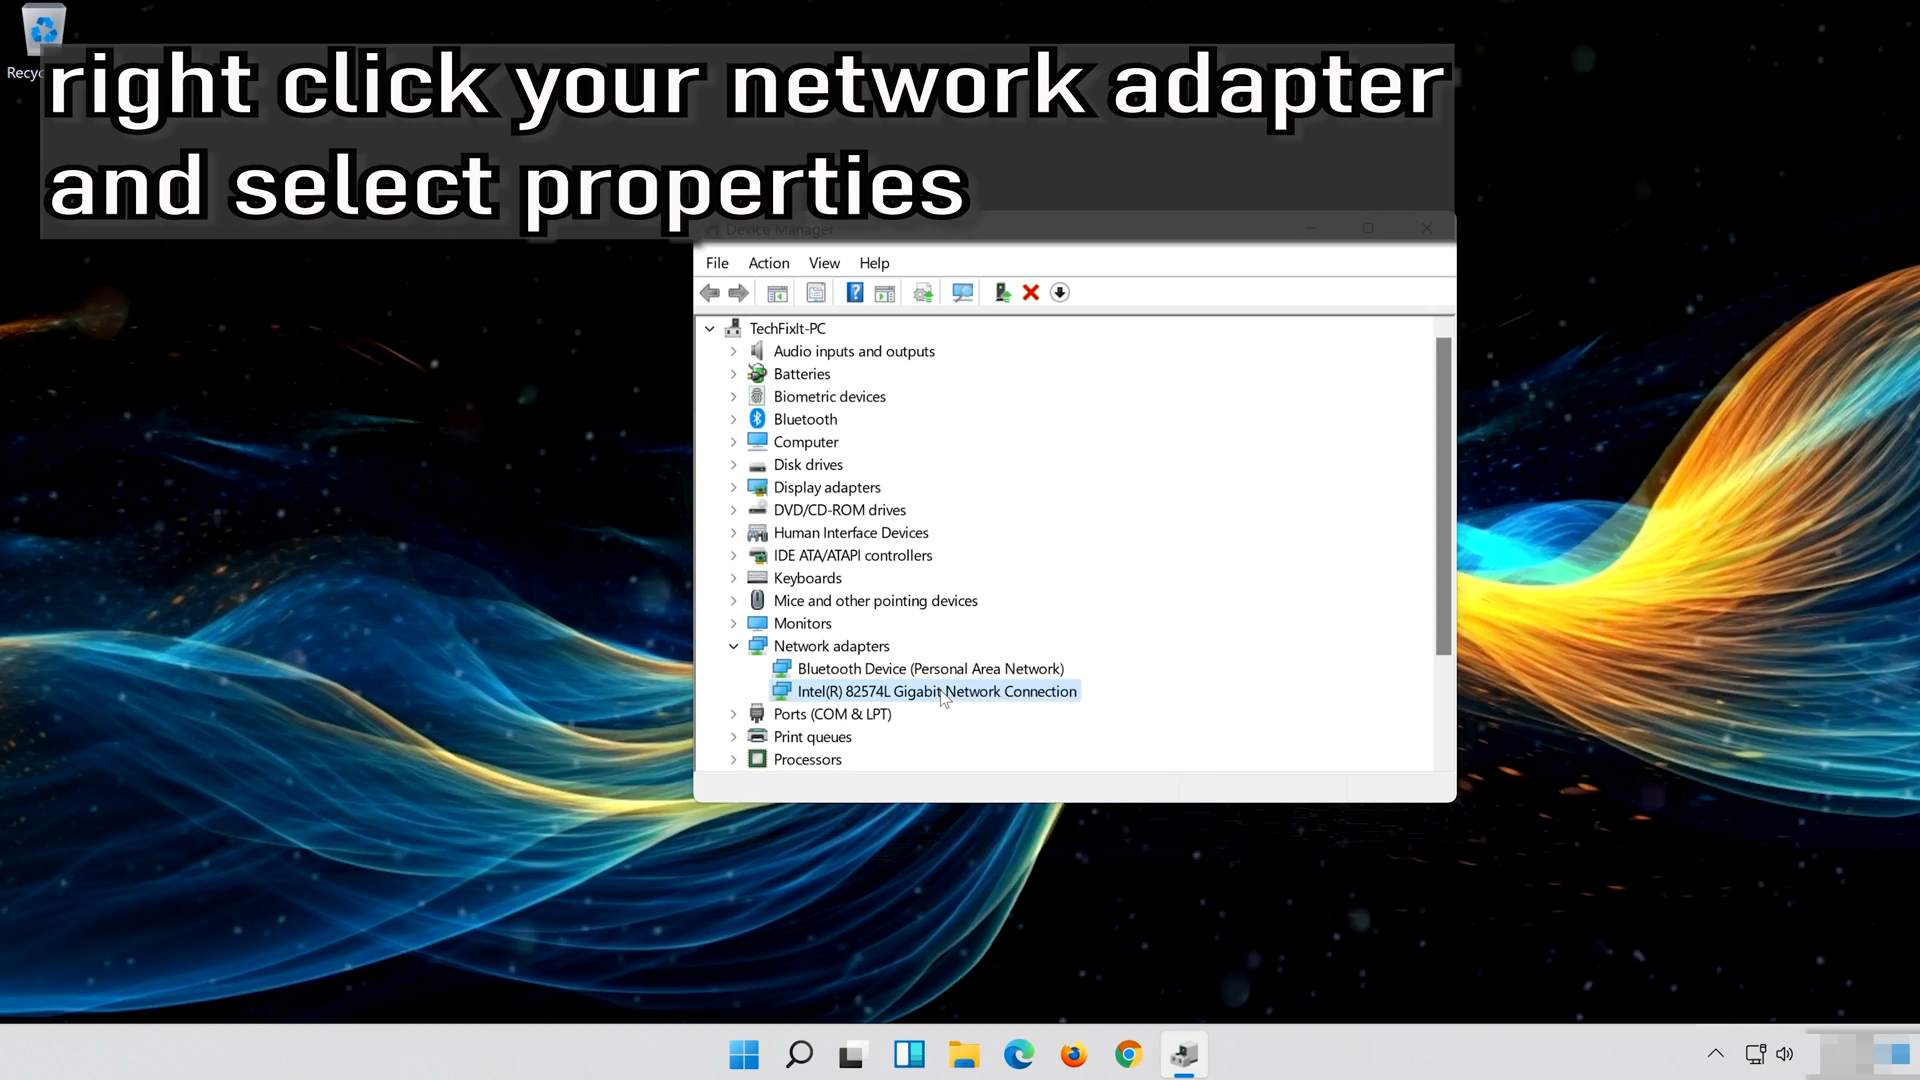 Recyc
right click your network adapter
and select properties
Device Manager
File Action View Help
TechFixIt-PC
Audio inputs and outputs
Batteries
Biometric devices
Bluetooth
Computer
Disk drives
Display adapters
DVD/CD-ROM drives
Human Interface Devices
IDE ATA/ATAPI controllers
Keyboards
Mice and other pointing devices
Monitors
Network adapters
Bluetooth Device (Personal Area Network)
Intel(R) 82574L Gigabit Network Connection
Ports (COM & LPT)
Print queues
Processors